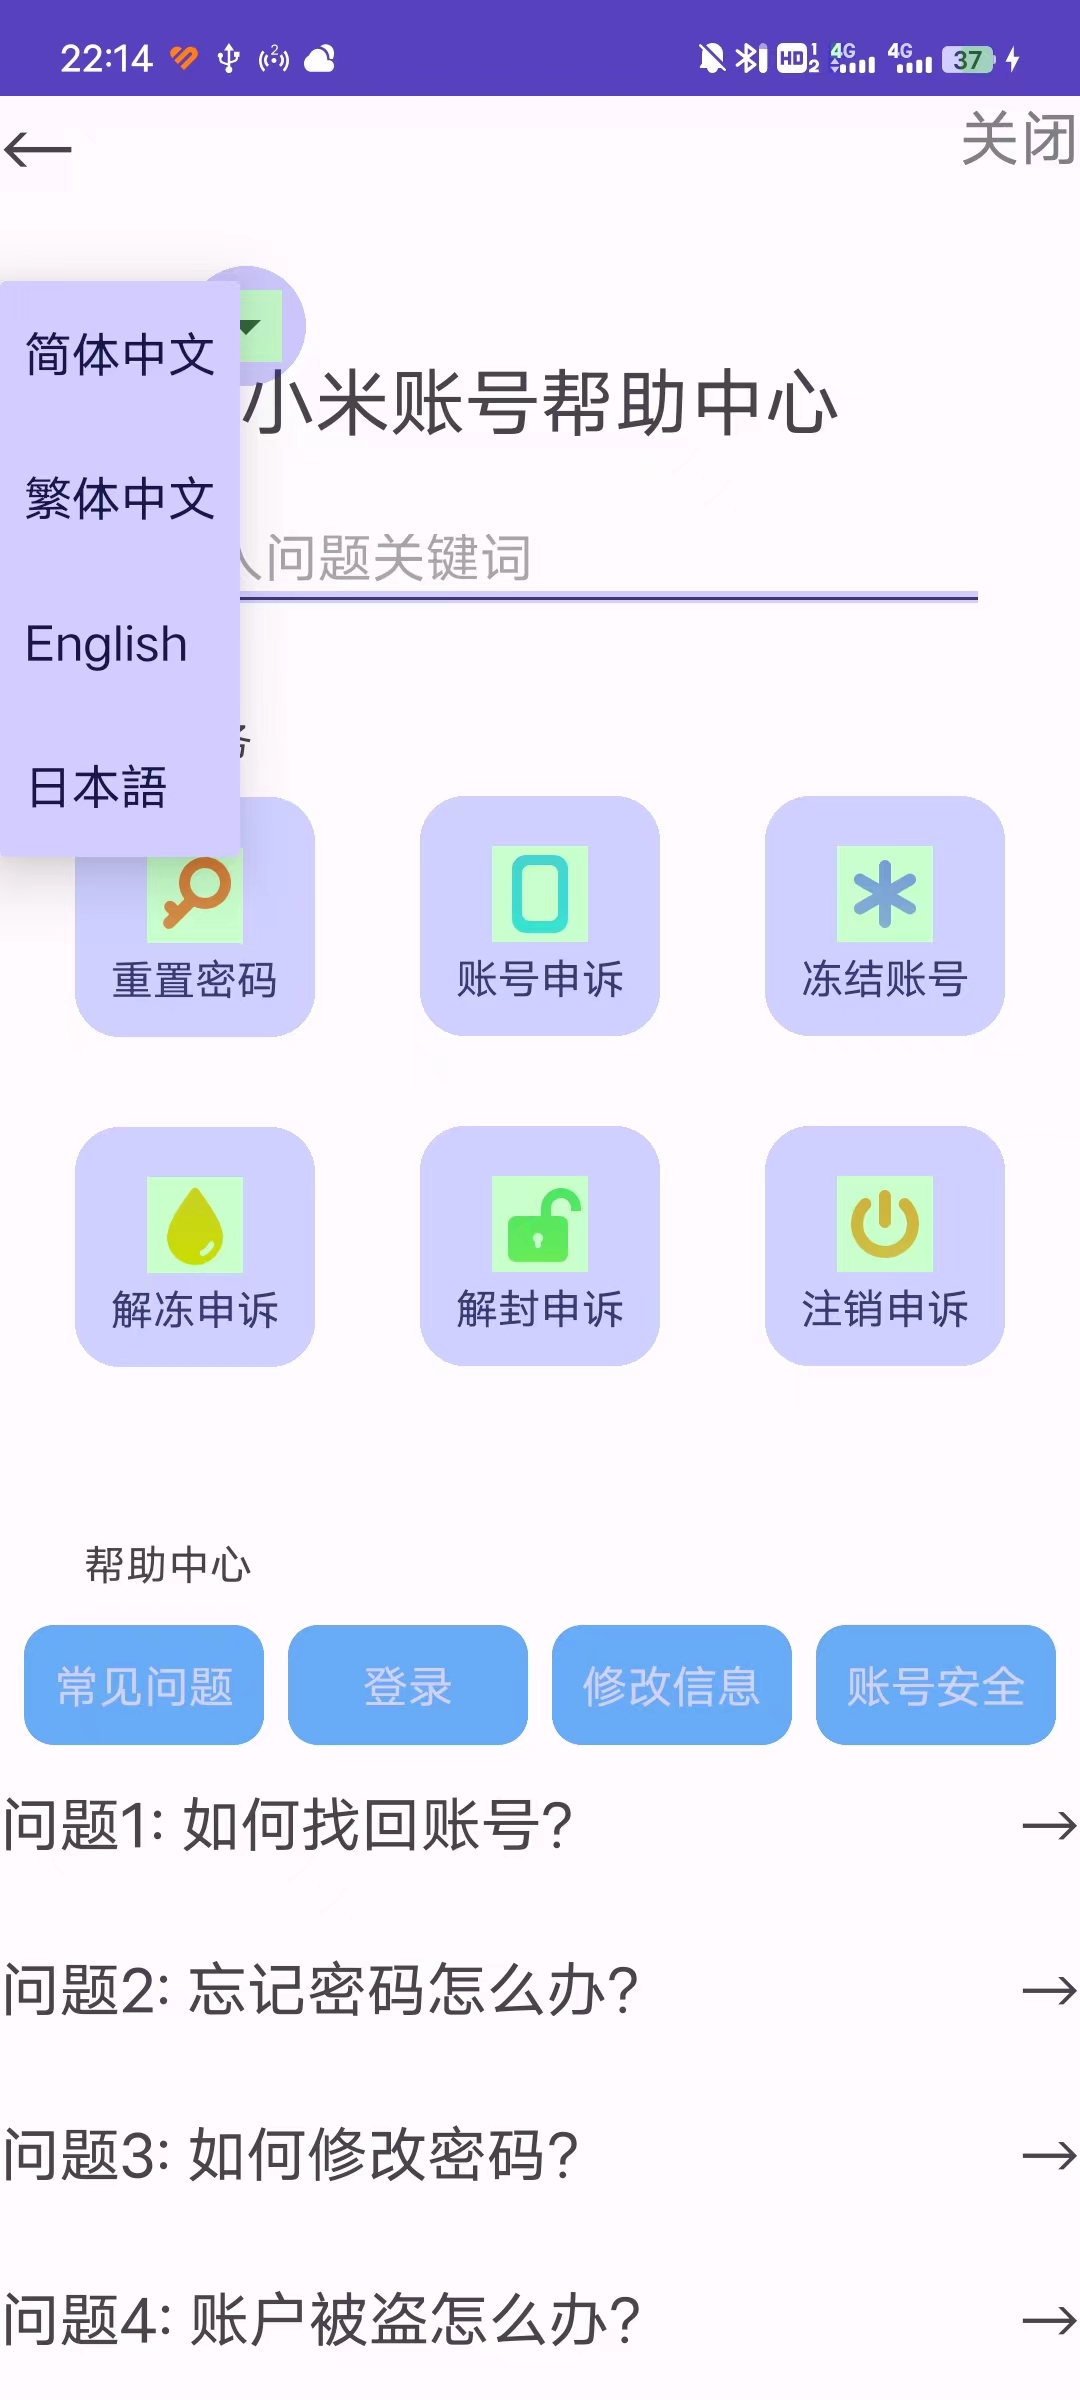 22:14
HD 1 2
4G
4G
37
关闭
简体中文
小米账号帮助中心
繁体中文
问题关键词
English
日本語
重置密码
账号申诉
冻结账号
解冻申诉
解封申诉
注销申诉
帮助中心
常见问题
登录
修改信息
账号安全
问题1: 如何找回账号?
问题2: 忘记密码怎么办?
问题3: 如何修改密码?
问题4: 账户被盗怎么办?